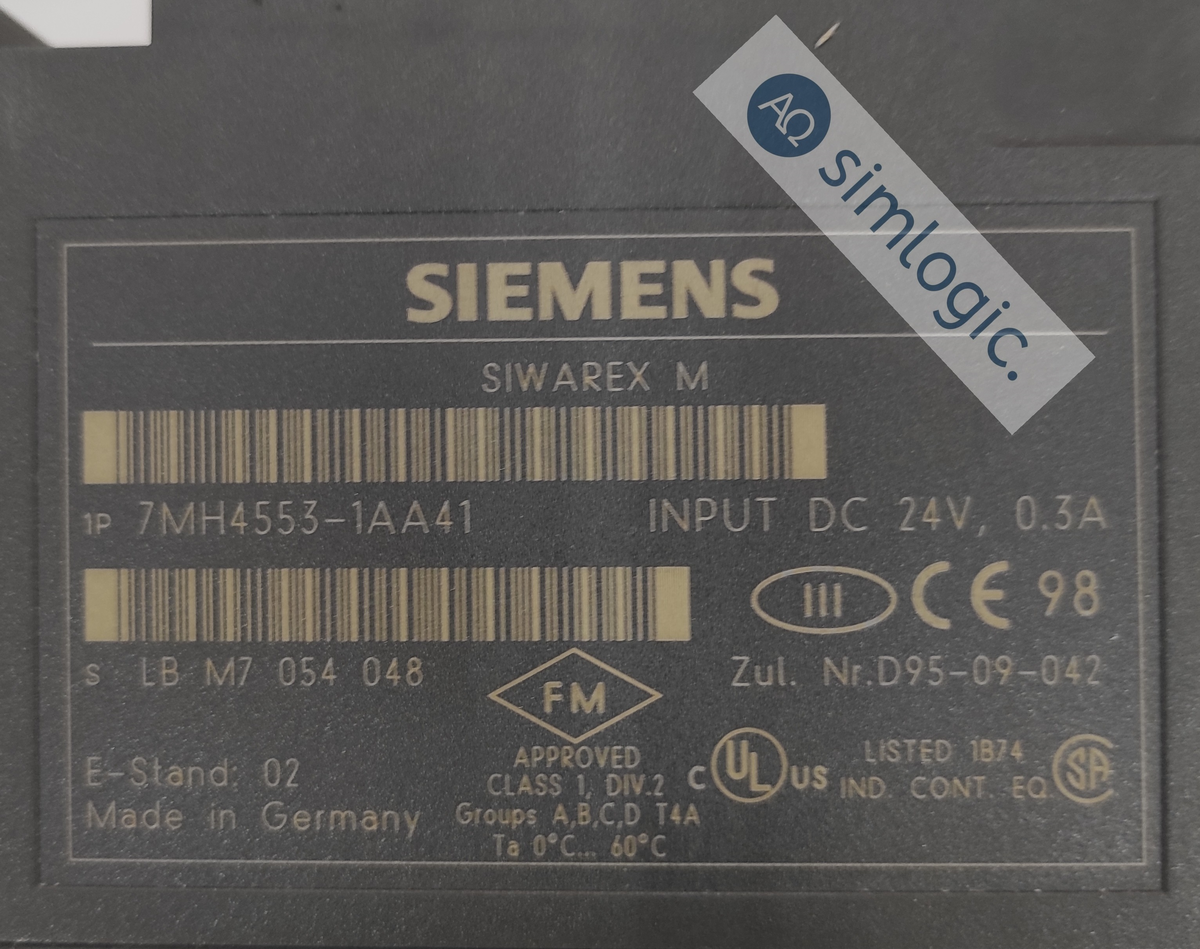 ΑΩ simlogic.
SIEMENS
SIWAREX M
1P 7MH4553-1AA41
INPUT DC 24V, 0.3A
III CE 98
S LB M7 054 048
Zul. Nr.D95-09-042
FM
APPROVED
CLASS 1, DIV.2
Groups A,B,C,D T4A
Ta 0°C... 60°C
E-Stand: 02
Made in Germany
C UL US
LISTED 1B74
IND. CONT. EQ.
SA